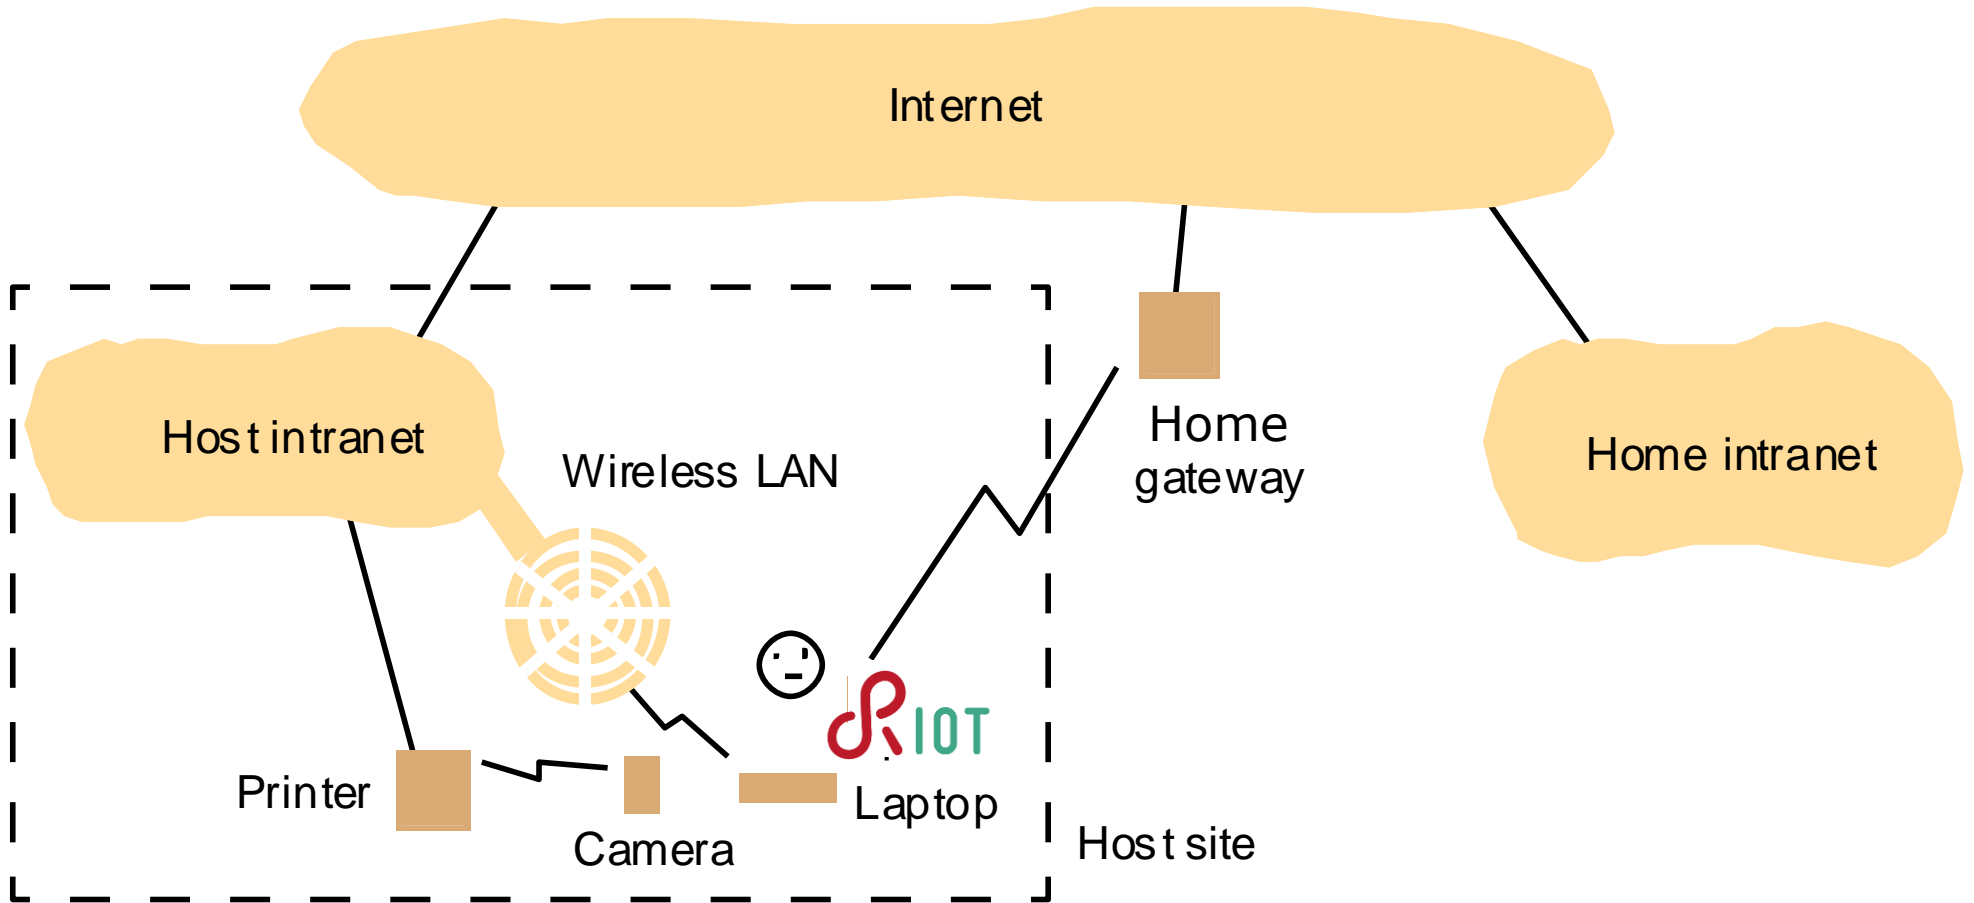 Internet
Host intranet
Wireless LAN
Home
gateway
Home intranet
RIOT
Printer
Camera
Laptop
Host site